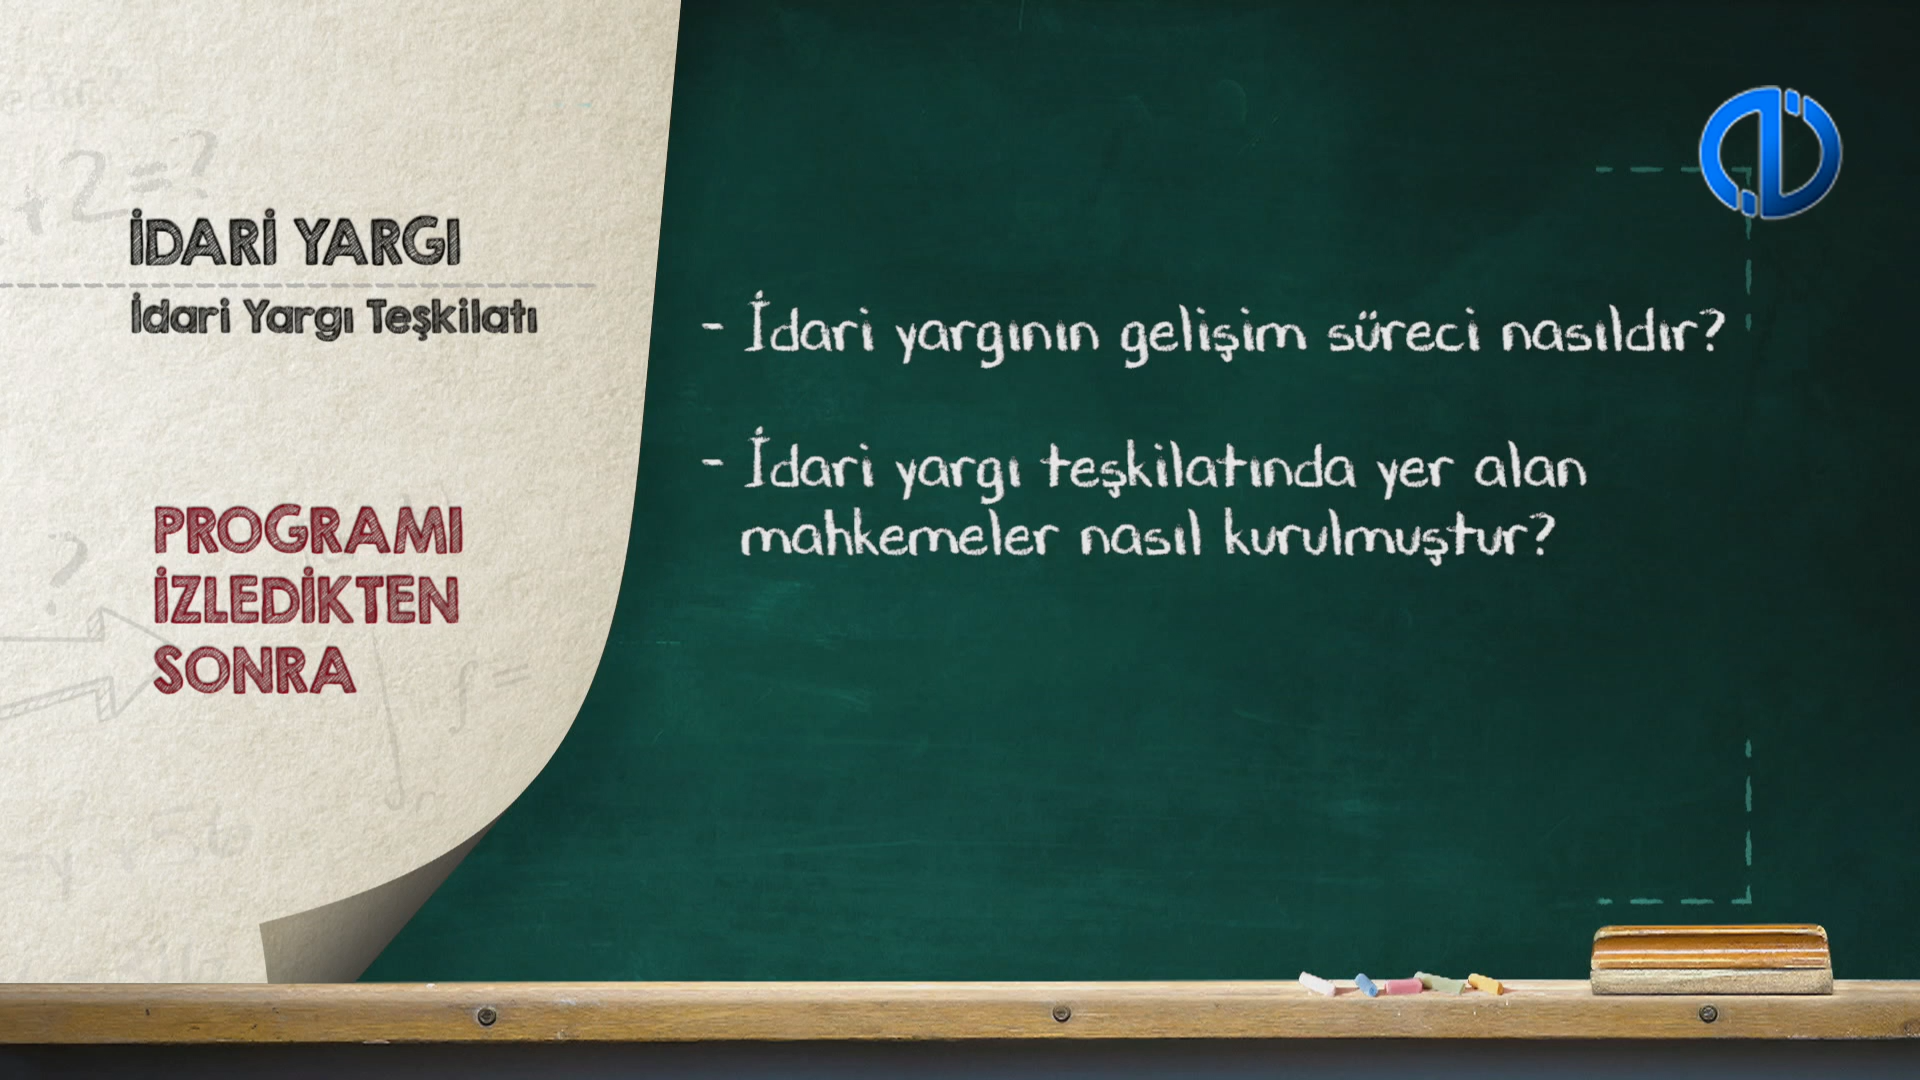 İDARİ YARGI
İdari Yargı Teşkilatı
PROGRAMI
İZLEDİKTEN
SONRA
- İdari yargının gelişim süreci nasıldır?
- İdari yargı teşkilatında yer alan
mahkemeler nasıl kurulmuştur?